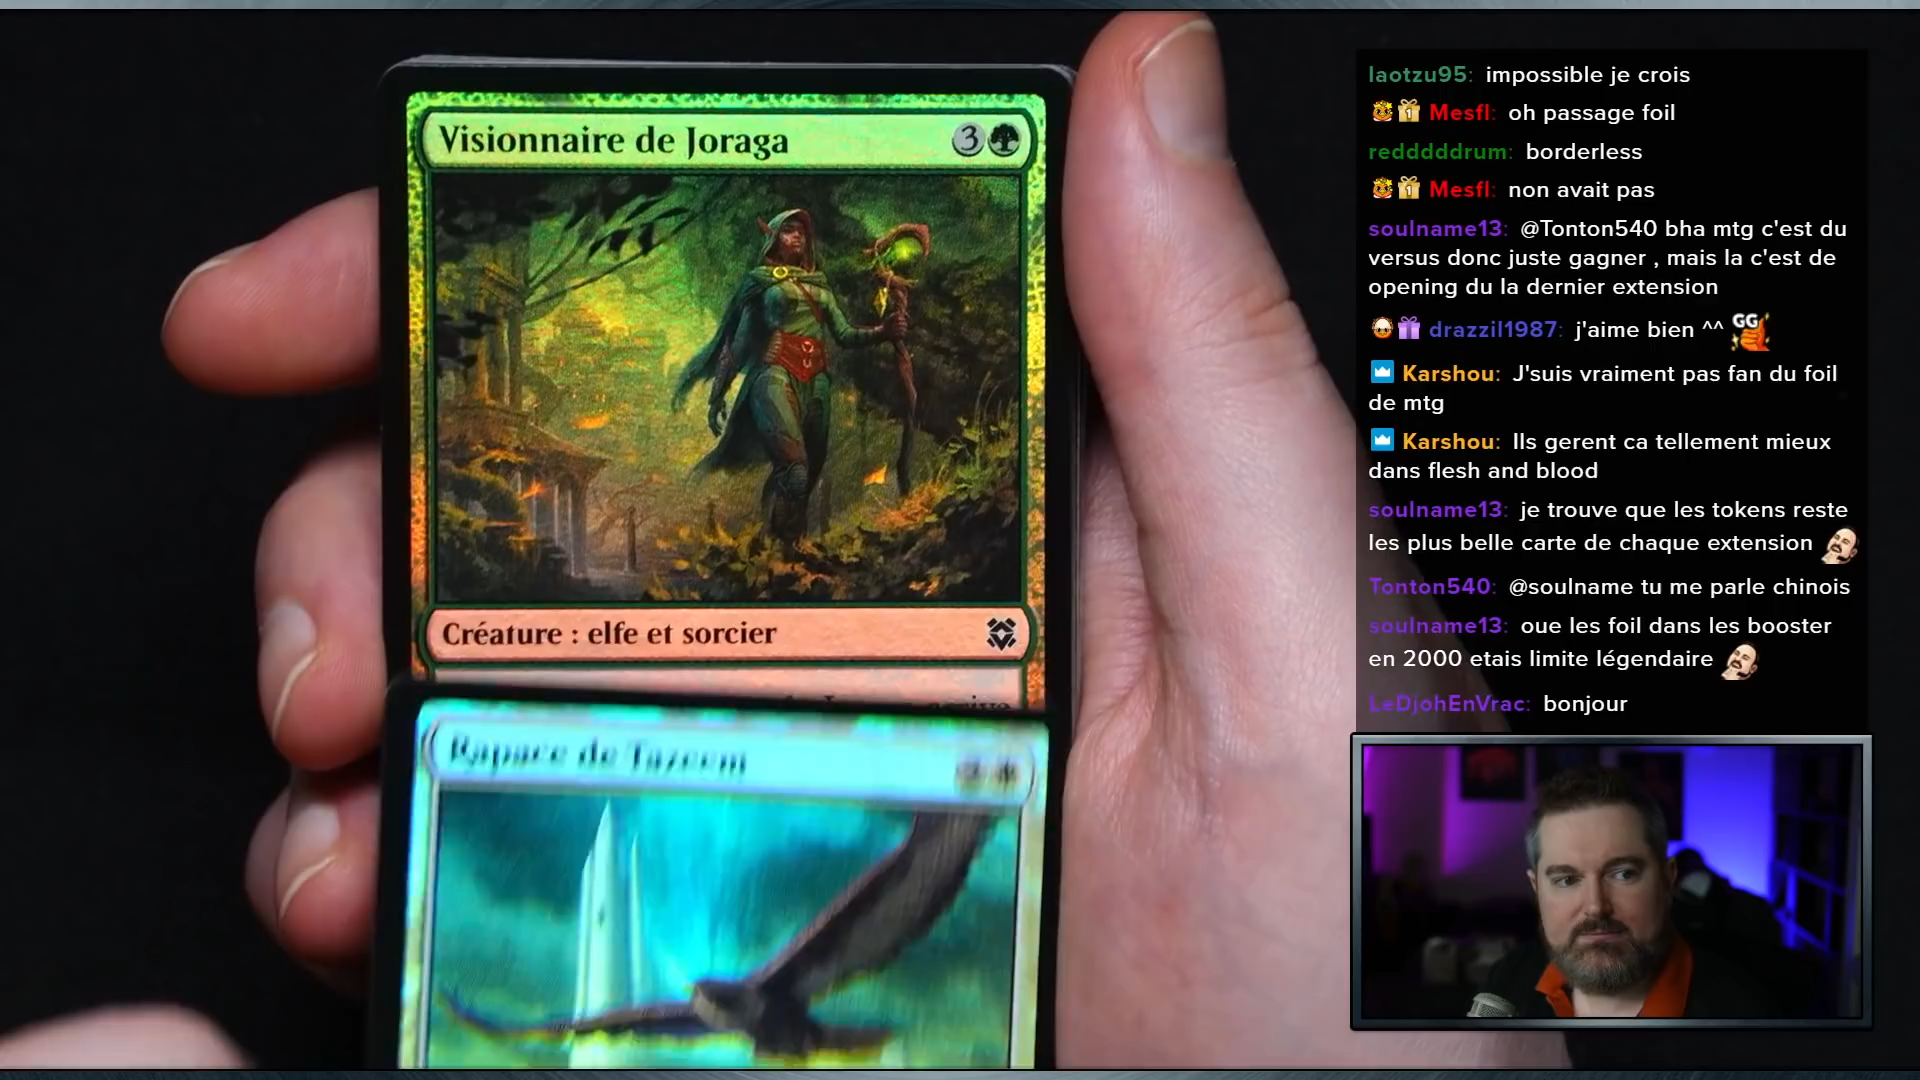 Visionnaire de Joraga
3
Créature : elfe et sorcier
Rapace de Tazeem
laotzu95: impossible je crois
1 Mesfl: oh passage foil
redddddrum: borderless
1 Mesfl: non avait pas
soulname13: @Tonton540 bha mtg c'est du
versus donc juste gagner , mais la c'est de
opening du la dernier extension
drazzil1987: j'aime bien ^^ GG
Karshou: J'suis vraiment pas fan du foil
de mtg
Karshou: Ils gerent ca tellement mieux
dans flesh and blood
soulname13: je trouve que les tokens reste
les plus belle carte de chaque extension
Tonton540: @soulname tu me parle chinois
soulname13: oue les foil dans les booster
en 2000 etais limite légendaire
LeDjohEnVrac: bonjour